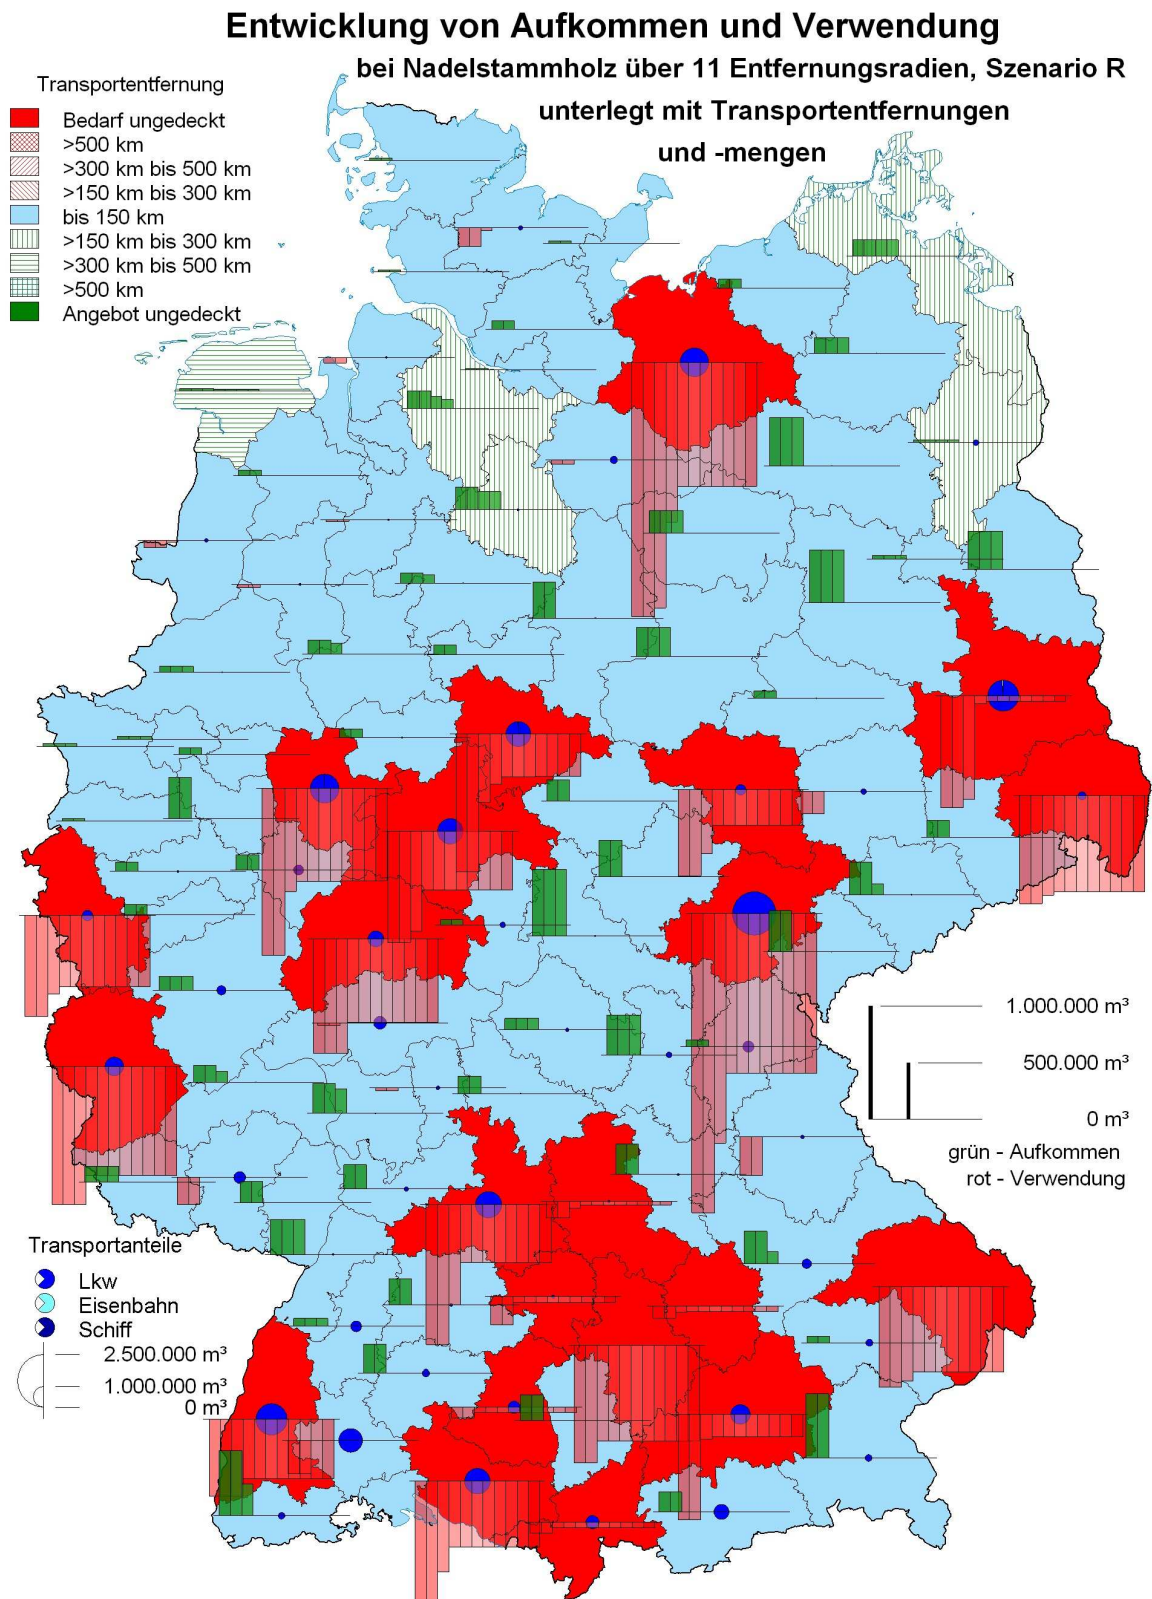 Entwicklung von Aufkommen und Verwendung
bei Nadelstammholz über 11 Entfernungsradien, Szenario R
unterlegt mit Transportentfernungen
und -mengen
Transportentfernung
Bedarf ungedeckt
>500 km
>300 km bis 500 km
>150 km bis 300 km
bis 150 km
>150 km bis 300 km
>300 km bis 500 km
>500 km
Angebot ungedeckt
1.000.000 m³
500.000 m³
0 m³
grün - Aufkommen
rot - Verwendung
Transportanteile
Lkw
Eisenbahn
Schiff
2.500.000 m³
1.000.000 m³
0 m³